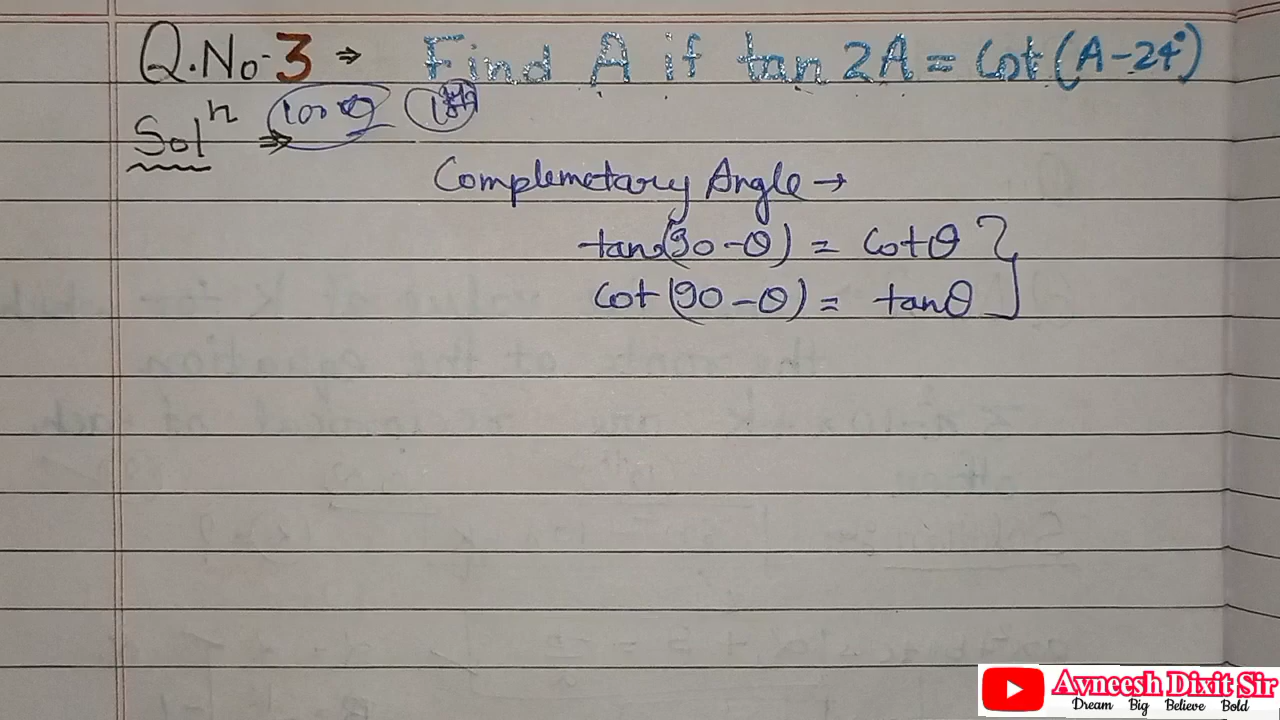 Q.No-3 ⇒ Find A if tan 2A = Cot (A-24°)
Solⁿ ⇒
Complemetary Angle →
tan(90-θ) = Cotθ
Cot (90-θ) = tanθ
Avneesh Dixit Sir
Dream Big Believe Bold